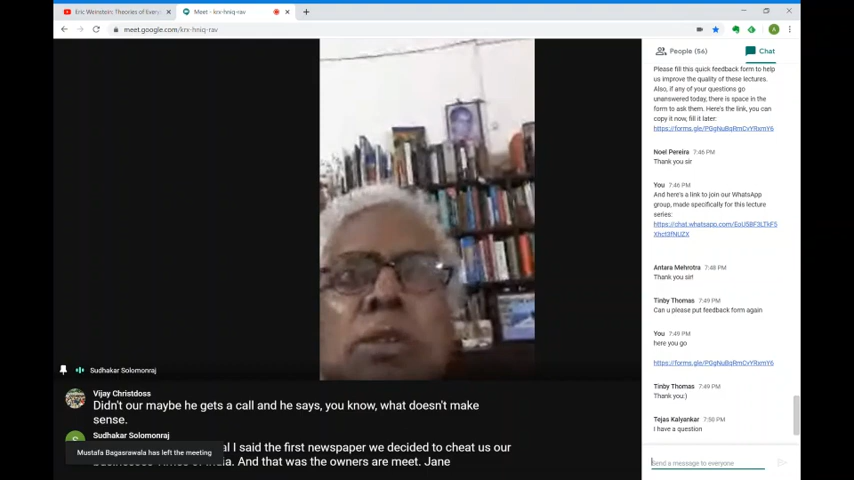 Eric Weinstein: Theories of Every
Meet - krv-hniq-rav
meet.google.com/krv-hniq-rav
People (56)
Chat
Please fill this quick feedback form to help
us improve the quality of these lectures.
Also, if any of your questions go
unanswered today, there is space in the
form to ask them. Here's the link, you can
copy it now, fill it later:
https://forms.gle/PGgNuBqRmCvYRxmY6
Noel Pereira 7:46 PM
Thank you sir
You 7:46 PM
And here's a link to join our WhatsApp
group, made specifically for this lecture
series:
https://chat.whatsapp.com/EoU5BF3LTkF5
Xhct3fNUZX
Antara Mehrotra 7:48 PM
Thank you sir!
Tinby Thomas 7:49 PM
Can u please put feedback form again
You 7:49 PM
here you go
https://forms.gle/PGgNuBqRmCvYRxmY6
Tinby Thomas 7:49 PM
Thank you:)
Tejas Kalyankar 7:50 PM
I have a question
Send a message to everyone
Sudhakar Solomonraj
Vijay Christdoss
Didn't our maybe he gets a call and he says, you know, what doesn't make
sense.
S
Sudhakar Solomonraj
al I said the first newspaper we decided to cheat us our
And that was the owners are meet. Jane
Mustafa Bagasrawala has left the meeting